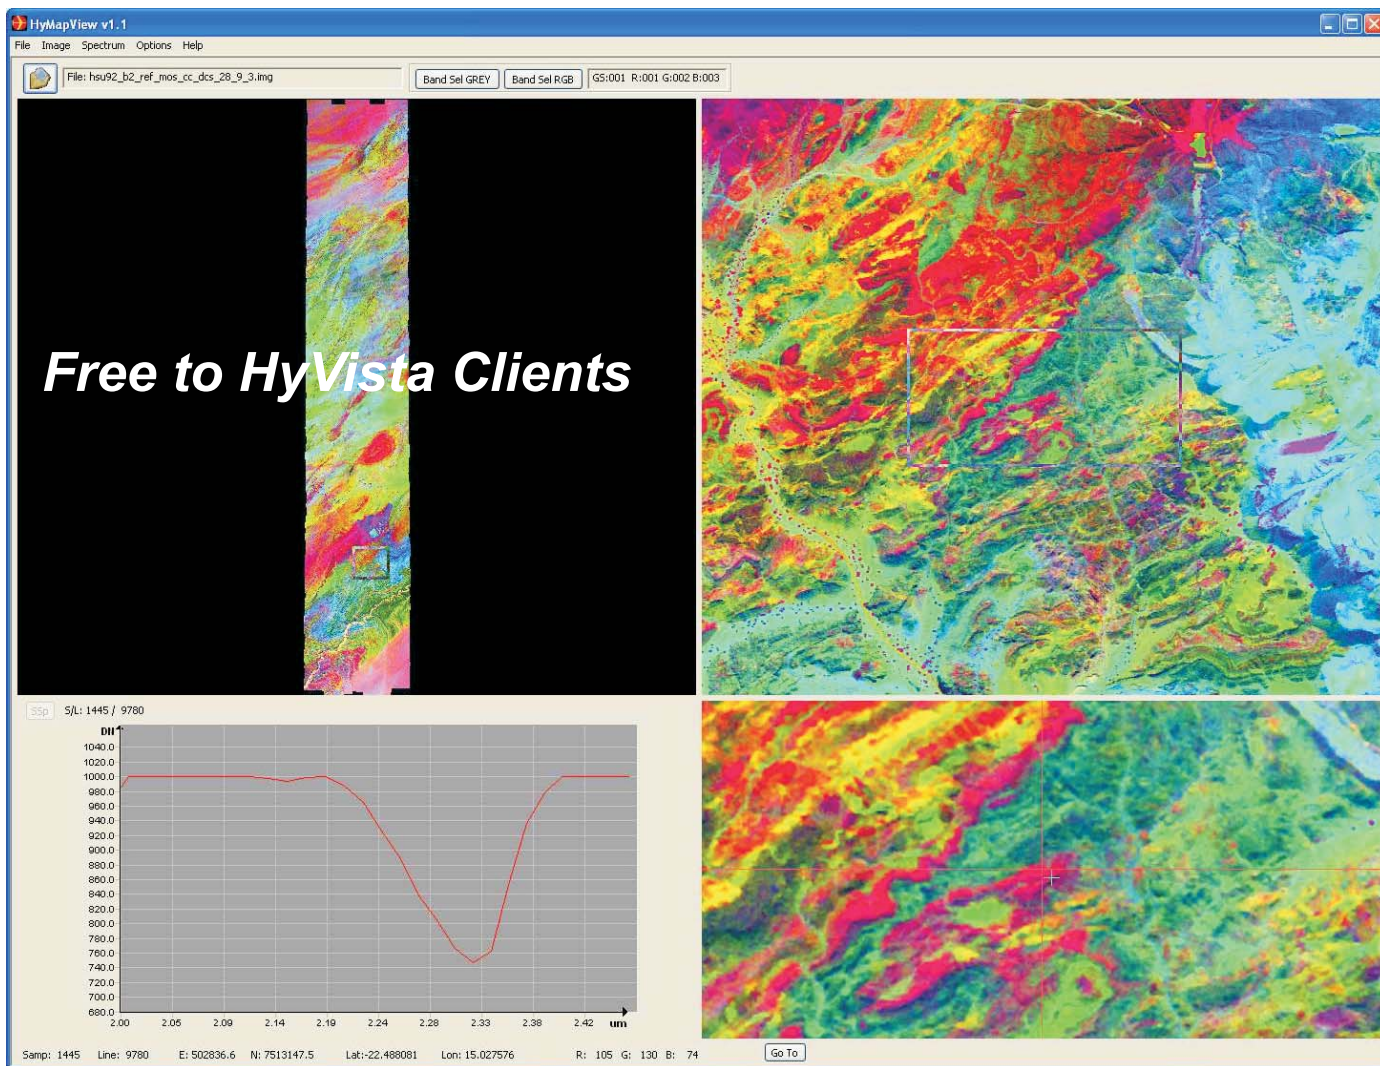 HyMapView v1.1
File Image Spectrum Options Help
File: hsu92_b2_ref_mos_cc_dcs_28_9_3.img
Band Sel GREY
Band Sel RGB
GS:001 R:001 G:002 B:003
Free to HyVista Clients
SSp
S/L: 1445 / 9780
DN
1040.0
1020.0
1000.0
980.0
960.0
940.0
920.0
900.0
880.0
860.0
840.0
820.0
800.0
780.0
760.0
740.0
720.0
700.0
680.0
2.00 2.05 2.09 2.14 2.19 2.24 2.28 2.33 2.38 2.42 um
Samp: 1445 Line: 9780 E: 502836.6 N: 7513147.5 Lat:-22.488081 Lon: 15.027576 R: 105 G: 130 B: 74
Go To